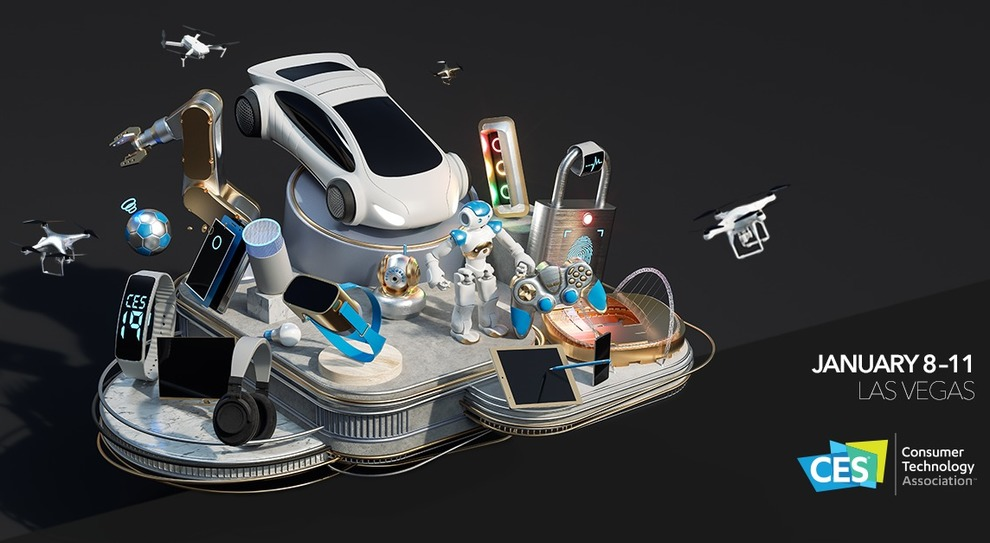 CES
19
JANUARY 8-11
LAS VEGAS
CES
Consumer
Technology
Association